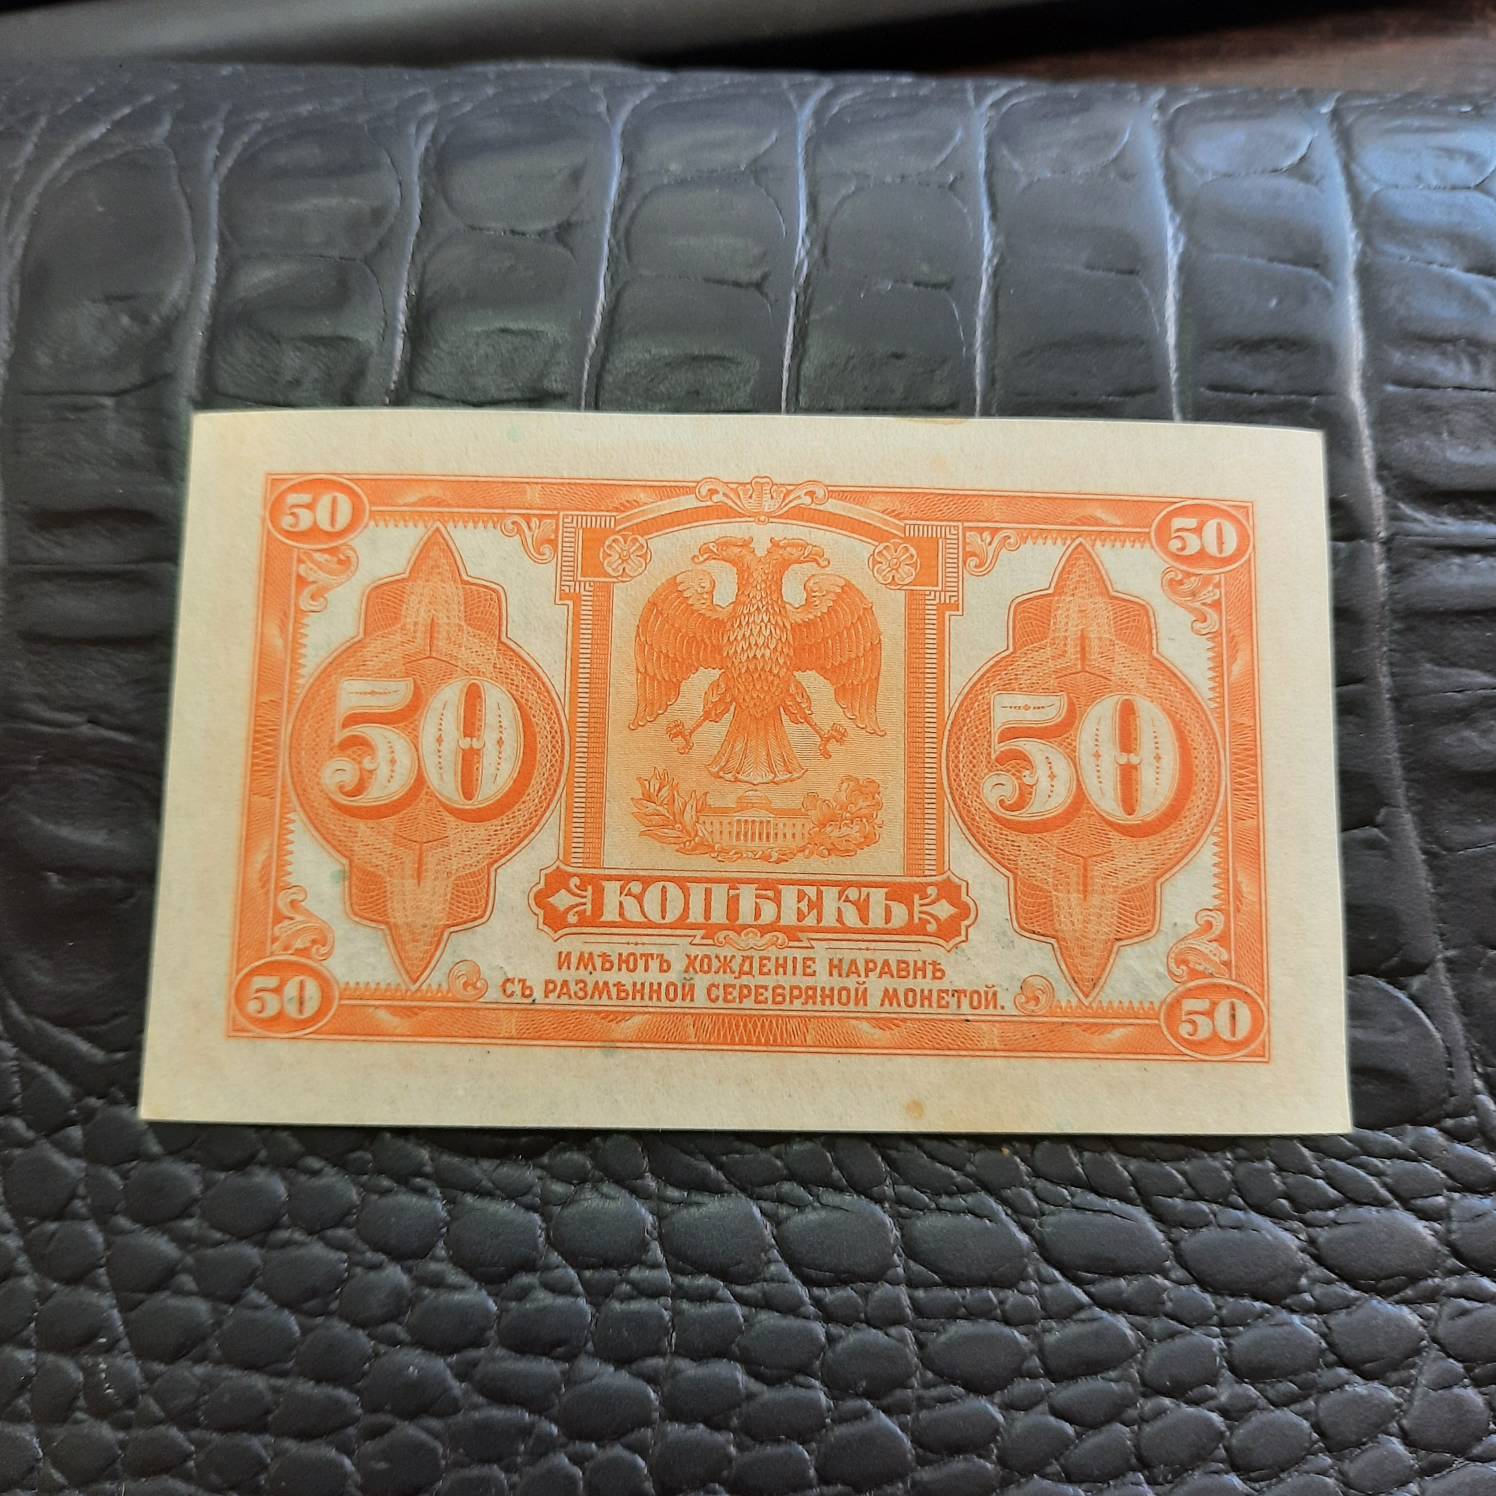 50 50
50 50
КОПѢЕКЪ
ИМѢЮТЪ ХОЖДЕНІЕ НАРАВНѢ
СЪ РАЗМѢННОЙ СЕРЕБРЯНОЙ МОНЕТОЙ.
50 50